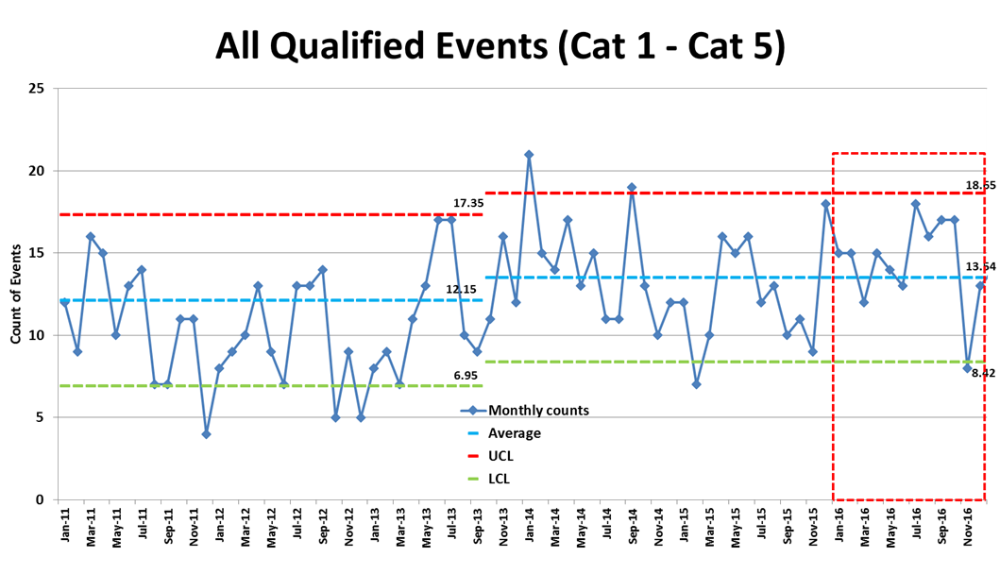 All Qualified Events (Cat 1 - Cat 5)
25
20
15
10
5
0
Count of Events
17.35
12.15
6.95
18.65
13.54
8.42
Monthly counts
Average
UCL
LCL
Jan-11
Mar-11
May-11
Jul-11
Sep-11
Nov-11
Jan-12
Mar-12
May-12
Jul-12
Sep-12
Nov-12
Jan-13
Mar-13
May-13
Jul-13
Sep-13
Nov-13
Jan-14
Mar-14
May-14
Jul-14
Sep-14
Nov-14
Jan-15
Mar-15
May-15
Jul-15
Sep-15
Nov-15
Jan-16
Mar-16
May-16
Jul-16
Sep-16
Nov-16